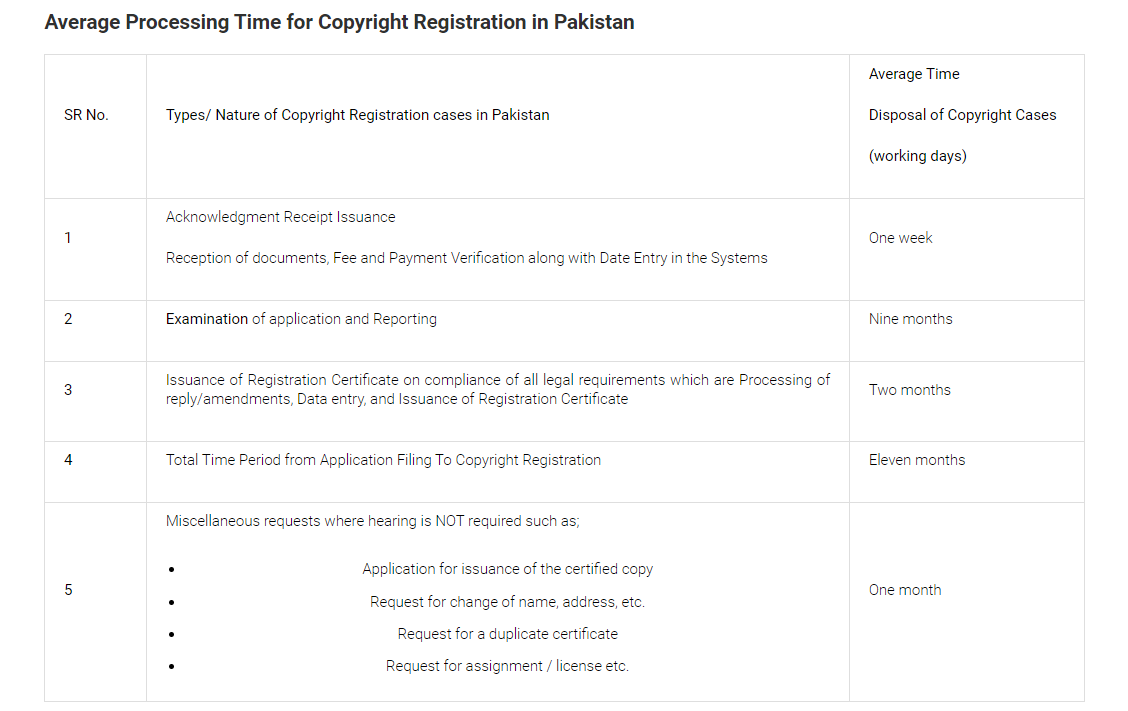 Average Processing Time for Copyright Registration in Pakistan
SR No.
Types/ Nature of Copyright Registration cases in Pakistan
Average Time
Disposal of Copyright Cases
(working days)
1
Acknowledgment Receipt Issuance
Reception of documents, Fee and Payment Verification along with Date Entry in the Systems
One week
2
Examination of application and Reporting
Nine months
3
Issuance of Registration Certificate on compliance of all legal requirements which are Processing of
reply/amendments, Data entry, and Issuance of Registration Certificate
Two months
4
Total Time Period from Application Filing To Copyright Registration
Eleven months
5
Miscellaneous requests where hearing is NOT required such as;
• Application for issuance of the certified copy
• Request for change of name, address, etc.
• Request for a duplicate certificate
• Request for assignment / license etc.
One month